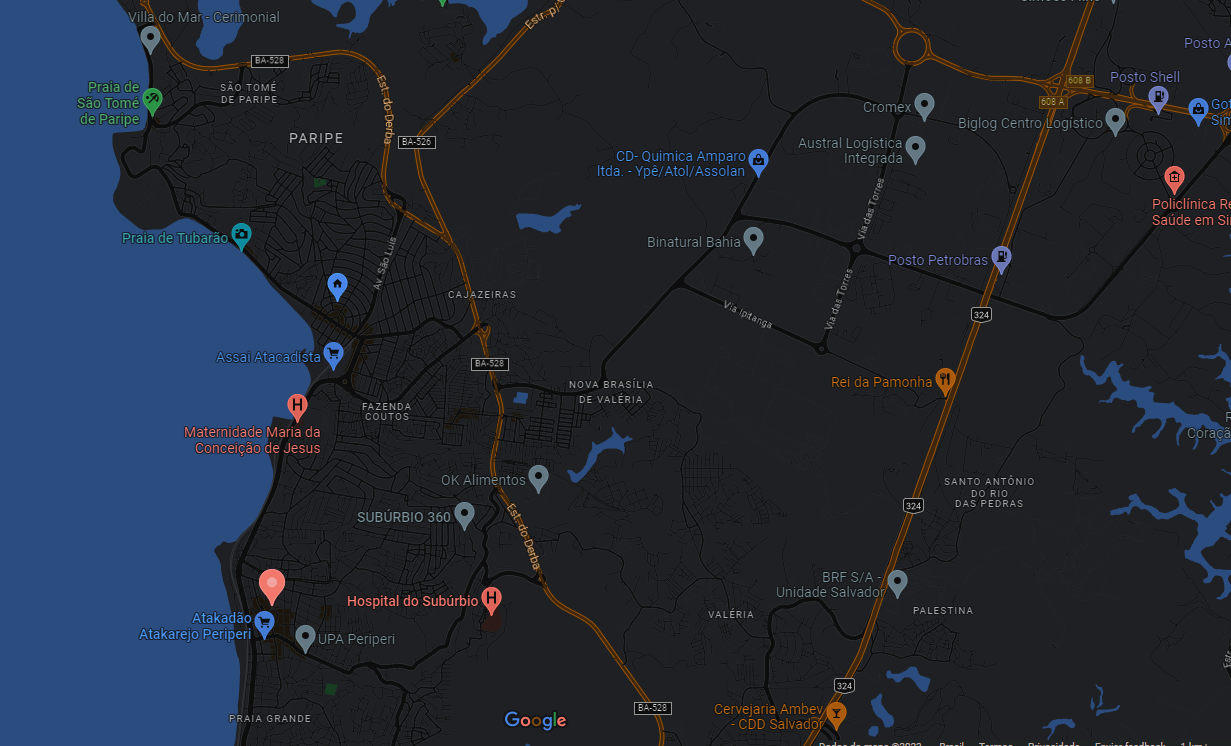 Villa do Mar - Cerimonial
Estr. p/
BA-528
Posto A
Praia de
São Tomé
de Paripe
SÃO TOMÉ
DE PARIPE
Est. do Derba
608 B
Posto Shell
608 A
Cromex
Biglog Centro Logístico
PARIPE
BA-526
Austral Logística
Integrada
CD- Quimica Amparo
ltda. - Ypê/Atol/Assolan
Policlínica Re
Saúde em Si
Via das Torres
Praia de Tubarão
Binatural Bahia
Av. São Luis
Posto Petrobras
CAJAZEIRAS
Via Ipitanga
Via das Torres
324
Assai Atacadista
BA-528
NOVA BRASÍLIA
DE VALÉRIA
Rei da Pamonha
FAZENDA
COUTOS
Maternidade Maria da
Conceição de Jesus
Coraçã
OK Alimentos
SANTO ANTÔNIO
DO RIO
DAS PEDRAS
324
SUBÚRBIO 360
Est. do Derba
BRF S/A -
Unidade Salvador
Hospital do Subúrbio
VALÉRIA
PALESTINA
Atakadão
Atakarejo Periperi
UPA Periperi
324
BA-528
Cervejaria Ambev
- CDD Salvador
PRAIA GRANDE
Google